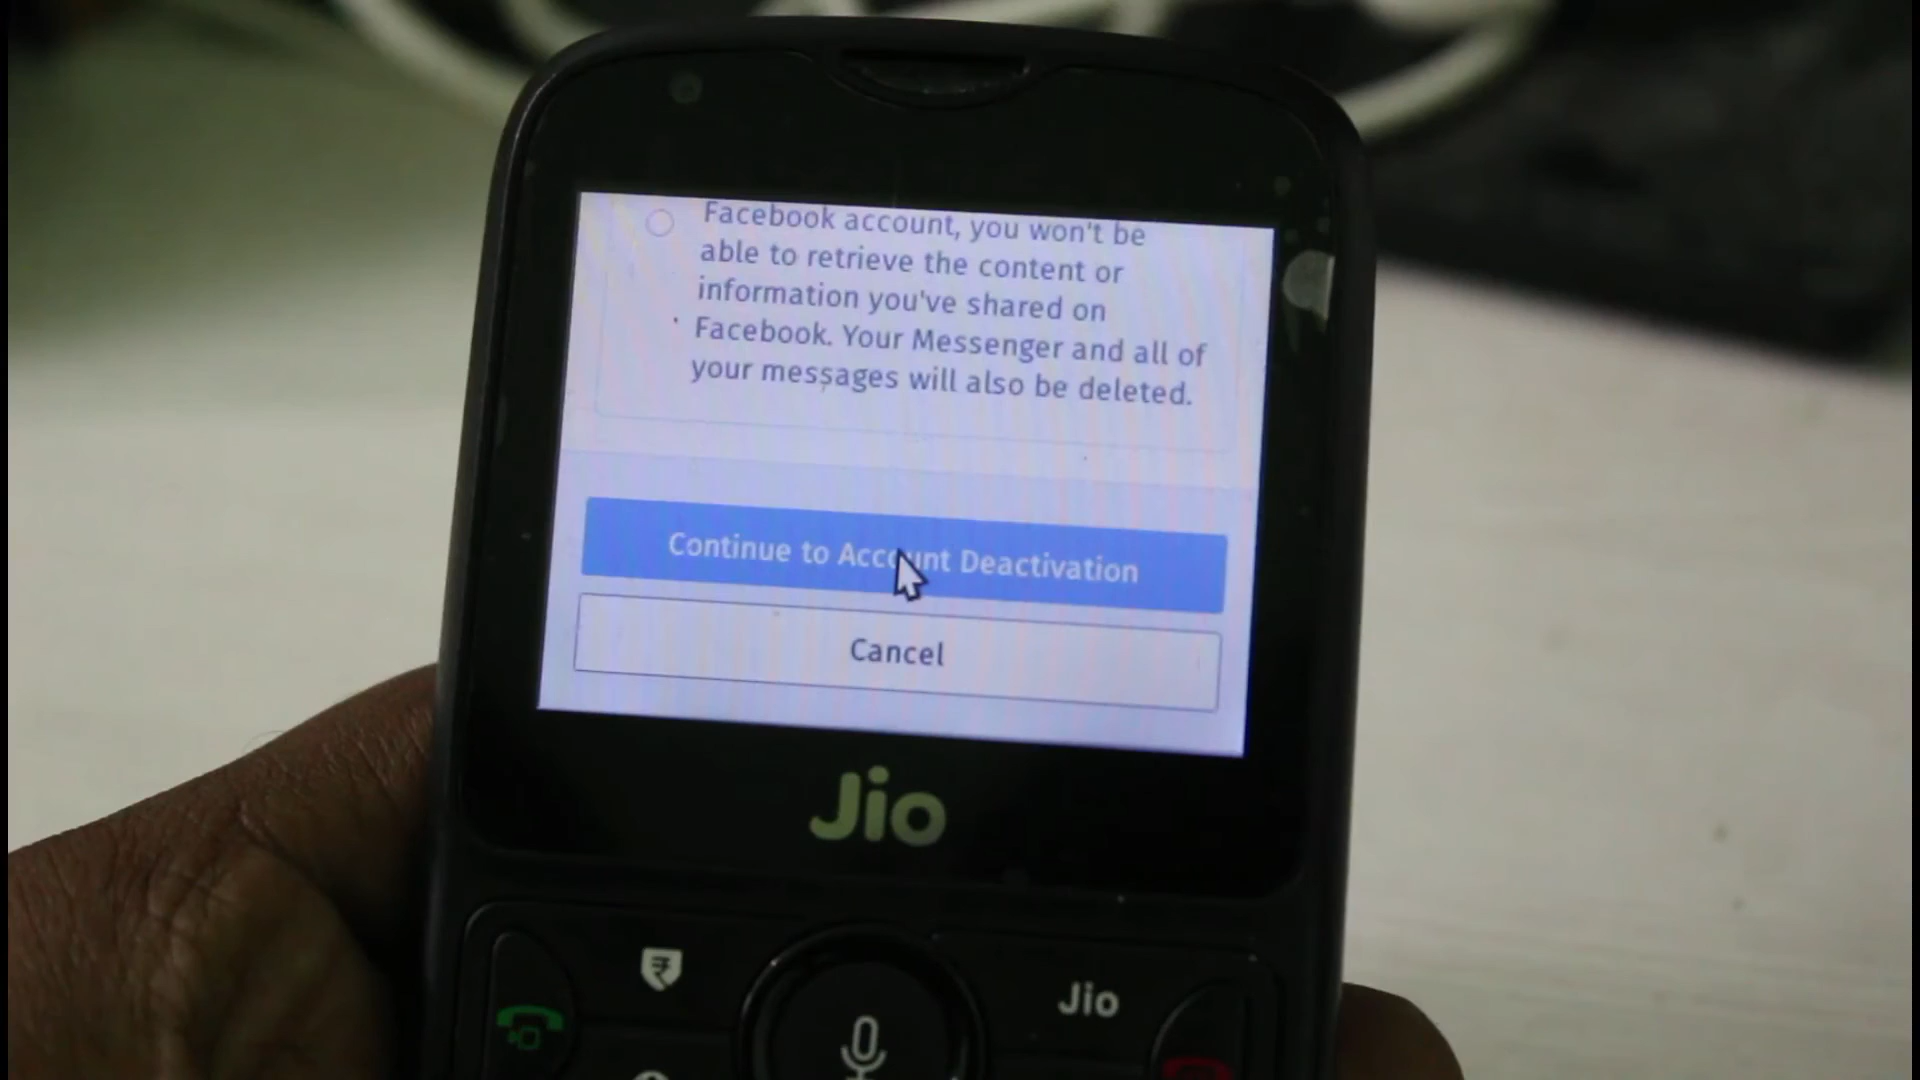 Facebook account, you won't be
able to retrieve the content or
information you've shared on
Facebook. Your Messenger and all of
your messages will also be deleted.
Continue to Account Deactivation
Cancel
Jio
₹
Jio